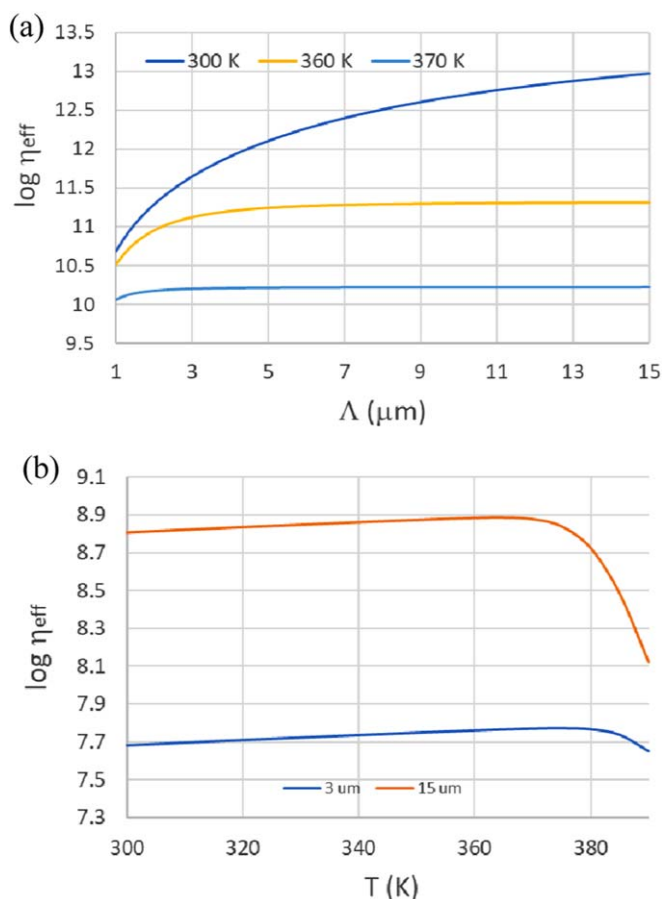 (a)
13.5
300 K 360 K 370 K
13
12.5
12
11.5
11
10.5
10
9.5
log ηeff
1 3 5 7 9 11 13 15
Λ (μm)
(b)
9.1
8.9
8.7
8.5
8.3
8.1
7.9
7.7
7.5
7.3
log ηeff
3 um 15 um
300 320 340 360 380
T (K)